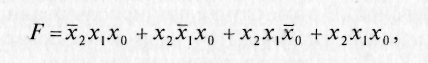 F = x̅₂x₁x₀ + x₂x̅₁x₀ + x₂x₁x̅₀ + x₂x₁x₀,